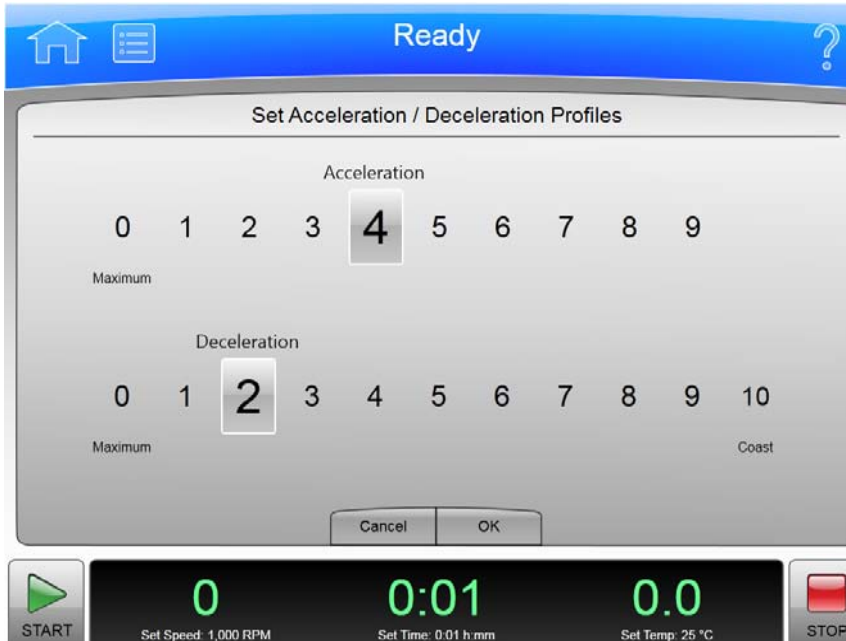 Ready
Set Acceleration / Deceleration Profiles
Acceleration
0 1 2 3 4 5 6 7 8 9
Maximum
Deceleration
0 1 2 3 4 5 6 7 8 9 10
Maximum Coast
Cancel OK
0 0:01 0.0
START Set Speed: 1,000 RPM Set Time: 0:01 h:mm Set Temp: 25 °C STOP